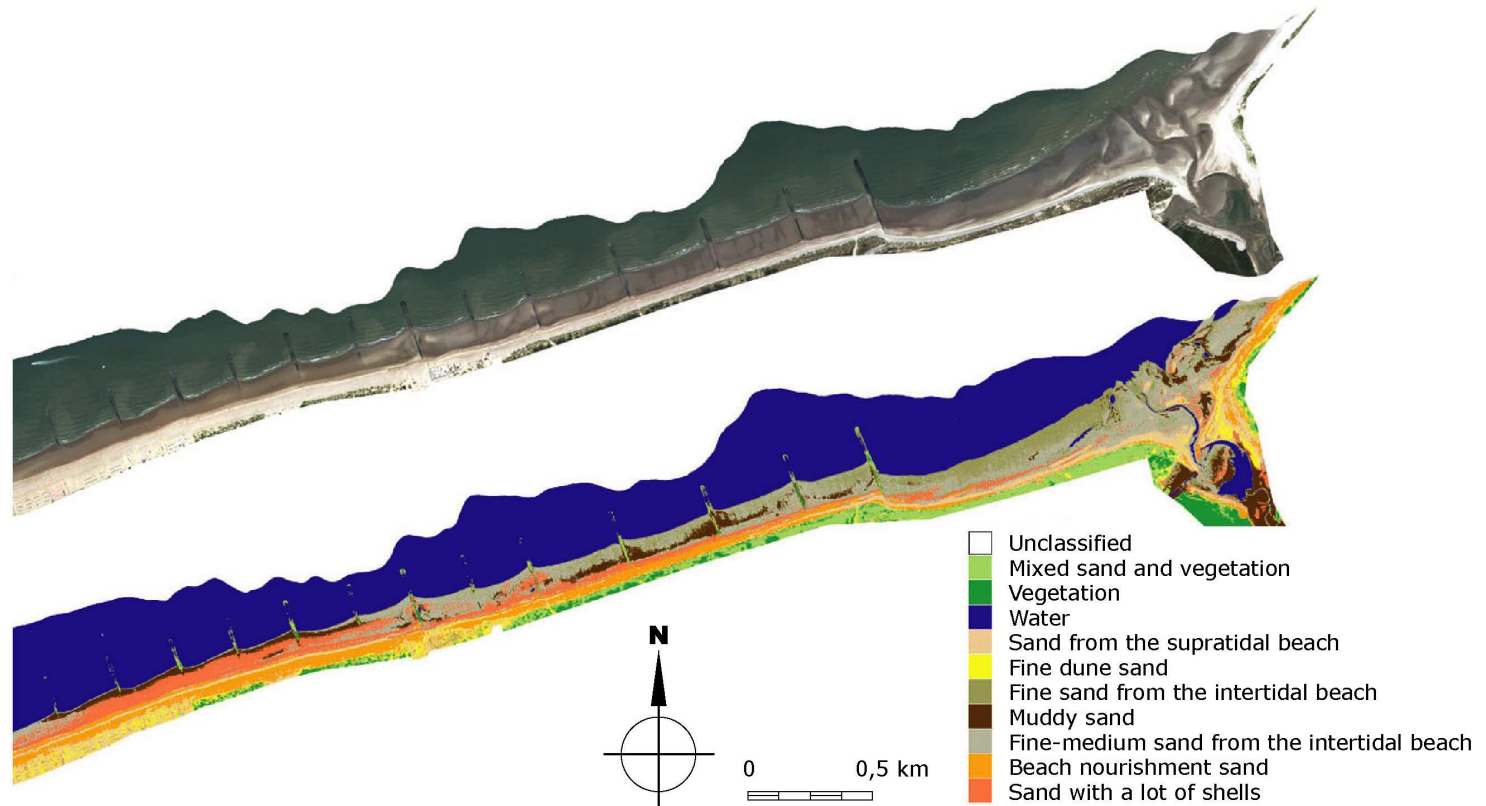 Unclassified
Mixed sand and vegetation
Vegetation
Water
Sand from the supratidal beach
Fine dune sand
Fine sand from the intertidal beach
Muddy sand
Fine-medium sand from the intertidal beach
Beach nourishment sand
Sand with a lot of shells
N
0 0,5 km